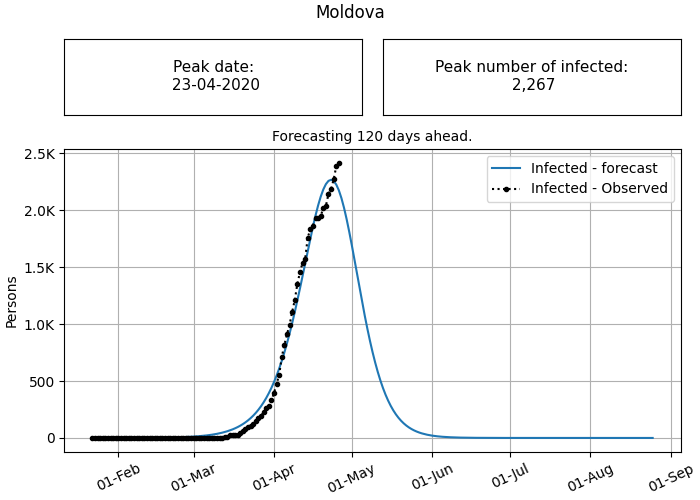 Moldova
Peak date:
23-04-2020
Peak number of infected:
2,267
Forecasting 120 days ahead.
2.5K
2.0K
1.5K
1.0K
500
0
Persons
Infected - forecast
Infected - Observed
01-Feb
01-Mar
01-Apr
01-May
01-Jun
01-Jul
01-Aug
01-Sep